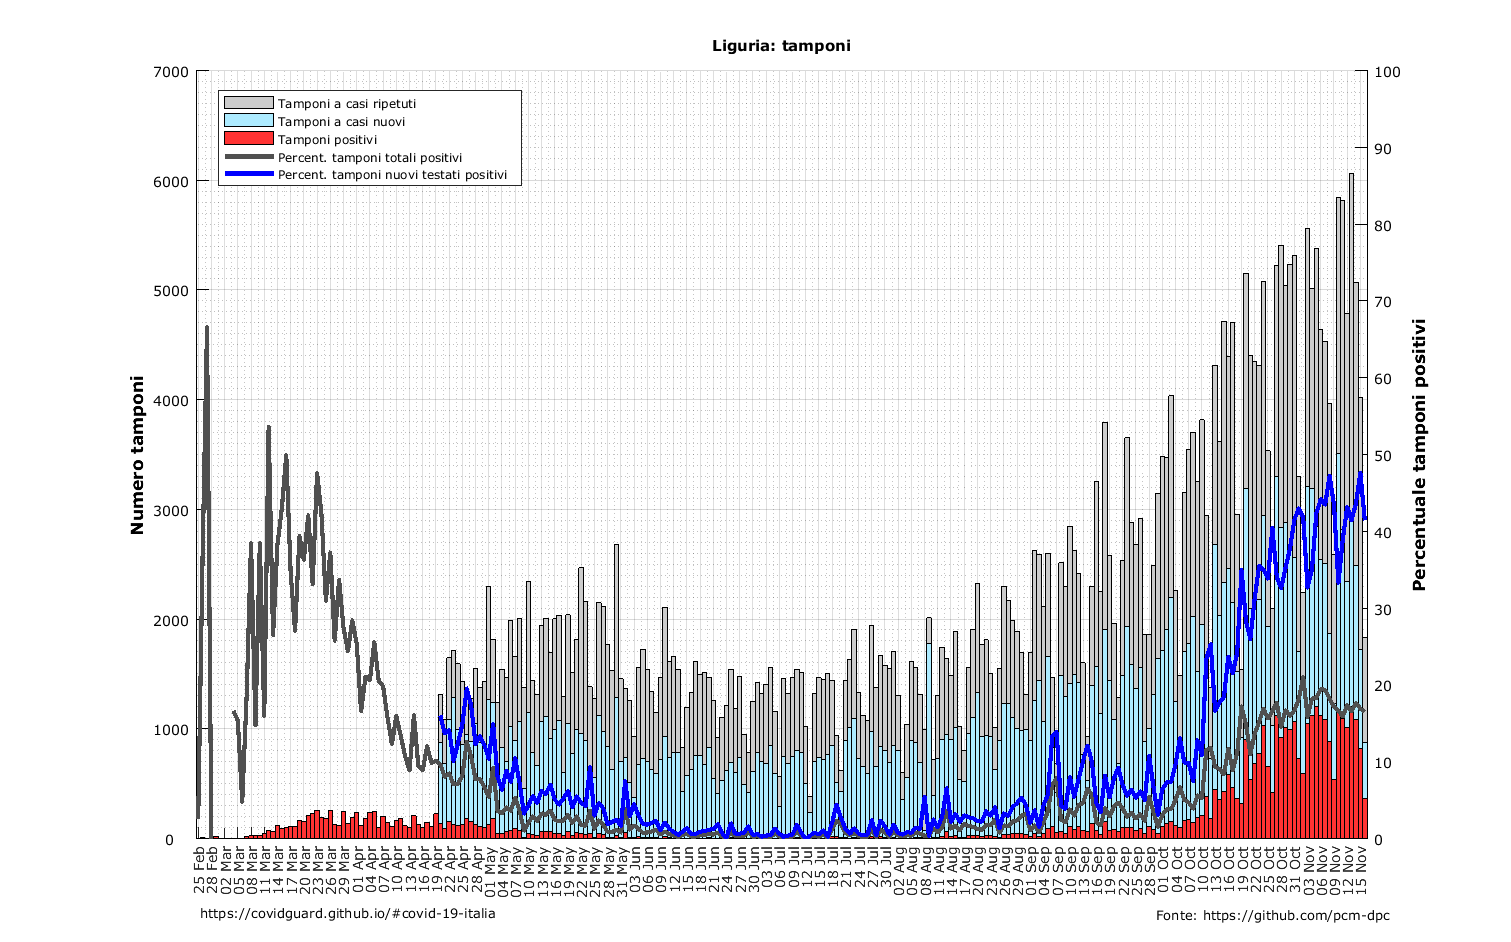 Liguria: tamponi
Tamponi a casi ripetuti
Tamponi a casi nuovi
Tamponi positivi
Percent. tamponi totali positivi
Percent. tamponi nuovi testati positivi
Numero tamponi
7000
6000
5000
4000
3000
2000
1000
0
100
90
80
70
60
50
40
30
20
10
0
Percentuale tamponi positivi
25 Feb
28 Feb
02 Mar
05 Mar
08 Mar
11 Mar
14 Mar
17 Mar
20 Mar
23 Mar
26 Mar
29 Mar
01 Apr
04 Apr
07 Apr
10 Apr
13 Apr
16 Apr
19 Apr
22 Apr
25 Apr
28 Apr
01 May
04 May
07 May
10 May
13 May
16 May
19 May
22 May
25 May
28 May
31 May
03 Jun
06 Jun
09 Jun
12 Jun
15 Jun
18 Jun
21 Jun
24 Jun
27 Jun
30 Jun
03 Jul
06 Jul
09 Jul
12 Jul
15 Jul
18 Jul
21 Jul
24 Jul
27 Jul
30 Jul
02 Aug
05 Aug
08 Aug
11 Aug
14 Aug
17 Aug
20 Aug
23 Aug
26 Aug
29 Aug
01 Sep
04 Sep
07 Sep
10 Sep
13 Sep
16 Sep
19 Sep
22 Sep
25 Sep
28 Sep
01 Oct
04 Oct
07 Oct
10 Oct
13 Oct
16 Oct
19 Oct
22 Oct
25 Oct
28 Oct
31 Oct
03 Nov
06 Nov
09 Nov
12 Nov
15 Nov
https://covidguard.github.io/#covid-19-italia
Fonte: https://github.com/pcm-dpc